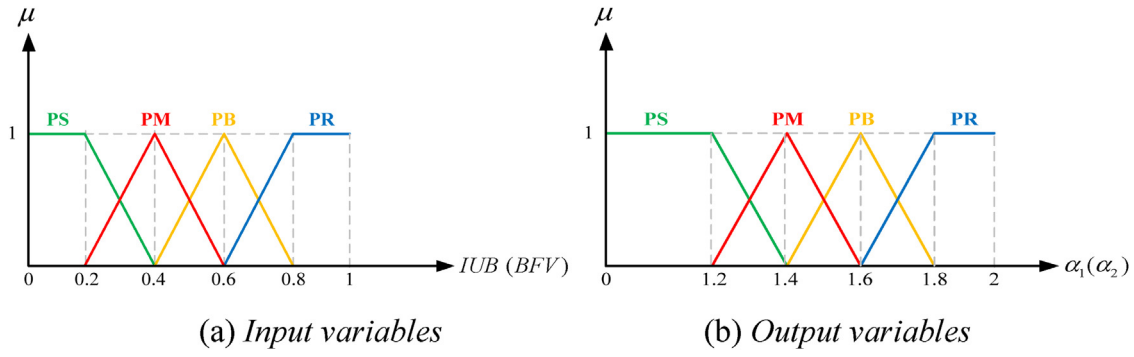 μ
PS PM PB PR
1
0 0.2 0.4 0.6 0.8 1
IUB (BFV)
(a) Input variables
μ
PS PM PB PR
1
0 1.2 1.4 1.6 1.8 2
α₁(α₂)
(b) Output variables